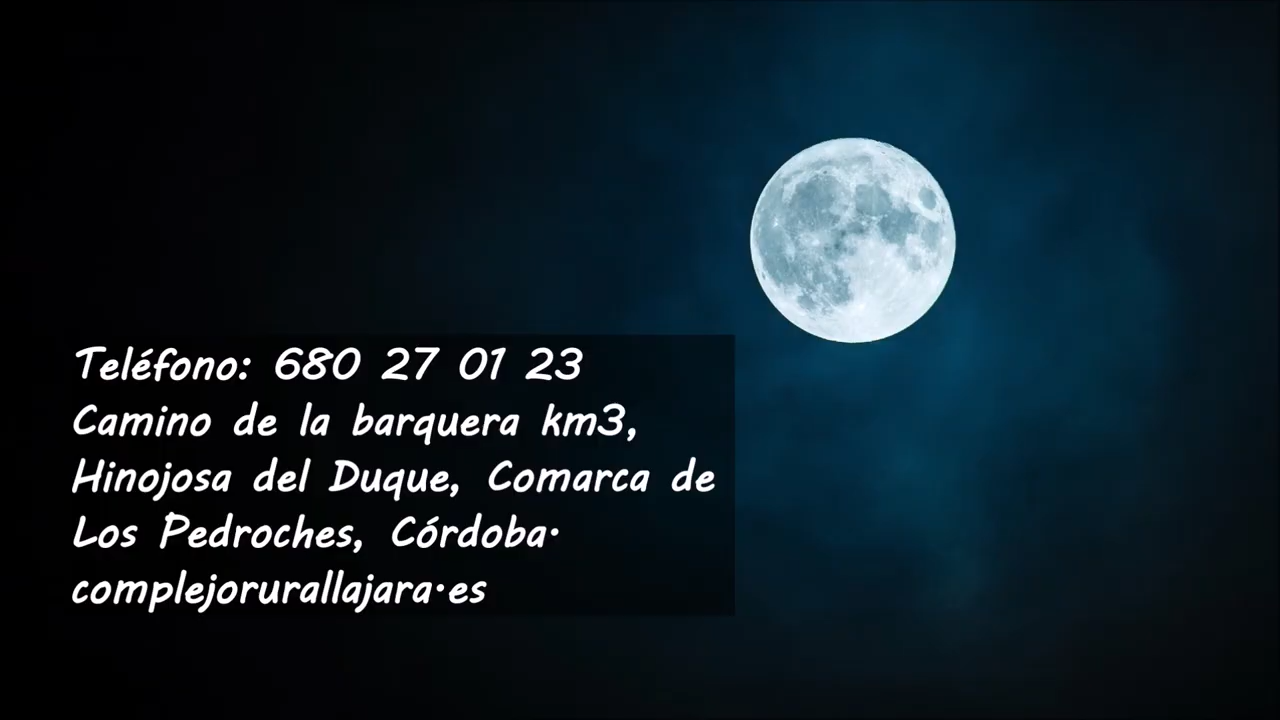 Teléfono: 680 27 01 23
Camino de la barquera km3,
Hinojosa del Duque, Comarca de
Los Pedroches, Córdoba.
complejorurallajara.es